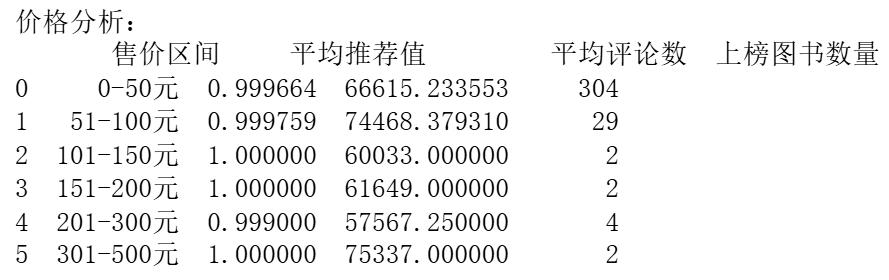 价格分析:
售价区间 平均推荐值 平均评论数 上榜图书数量
0 0-50元 0.999664 66615.233553 304
1 51-100元 0.999759 74468.379310 29
2 101-150元 1.000000 60033.000000 2
3 151-200元 1.000000 61649.000000 2
4 201-300元 0.999000 57567.250000 4
5 301-500元 1.000000 75337.000000 2